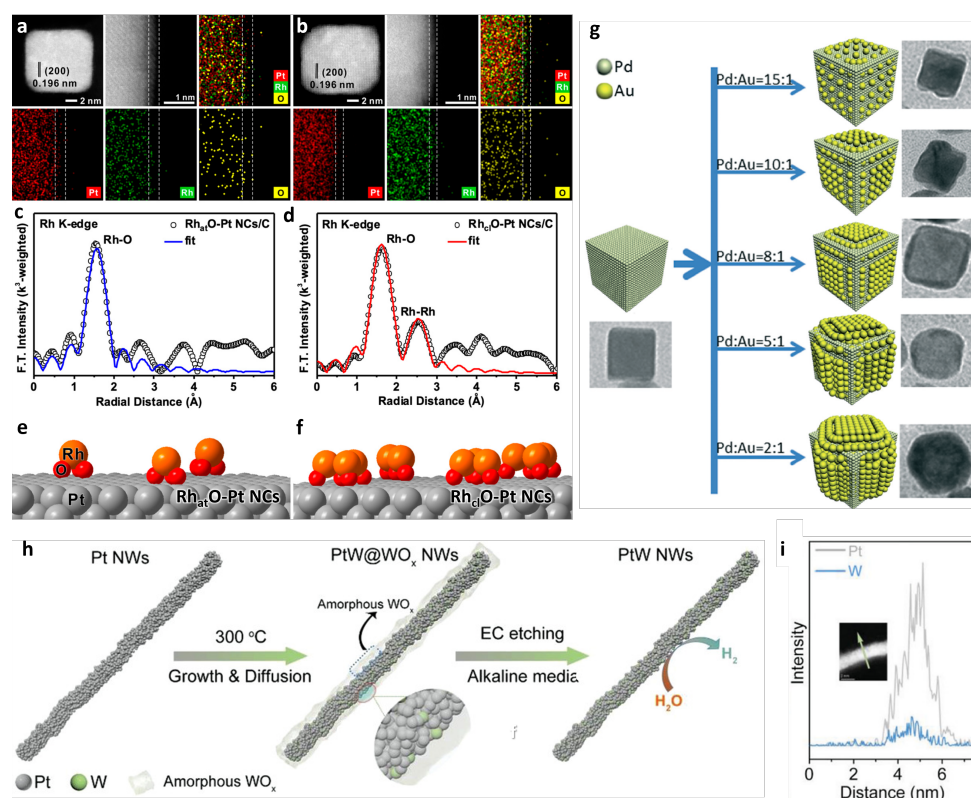 a
(200)
0.196 nm
2 nm
1 nm
Pt
Rh
O
Pt
Rh
O
b
(200)
0.196 nm
2 nm
1 nm
Pt
Rh
O
Pt
Rh
O
c
Rh K-edge
RhatO-Pt NCs/C
fit
Rh-O
F.T. Intensity (k³-weighted)
0 1 2 3 4 5 6
Radial Distance (Å)
d
Rh K-edge
RhclO-Pt NCs/C
fit
Rh-O
Rh-Rh
F.T. Intensity (k³-weighted)
0 1 2 3 4 5 6
Radial Distance (Å)
e
Rh
O
Pt
RhatO-Pt NCs
f
RhclO-Pt NCs
g
Pd
Au
Pd:Au=15:1
Pd:Au=10:1
Pd:Au=8:1
Pd:Au=5:1
Pd:Au=2:1
h
Pt NWs
PtW@WOx NWs
PtW NWs
Amorphous WOx
300 °C
Growth & Diffusion
EC etching
Alkaline media
H2
H2O
Pt
W
Amorphous WOx
i
Pt
W
Intensity
0 2 4 6
Distance (nm)